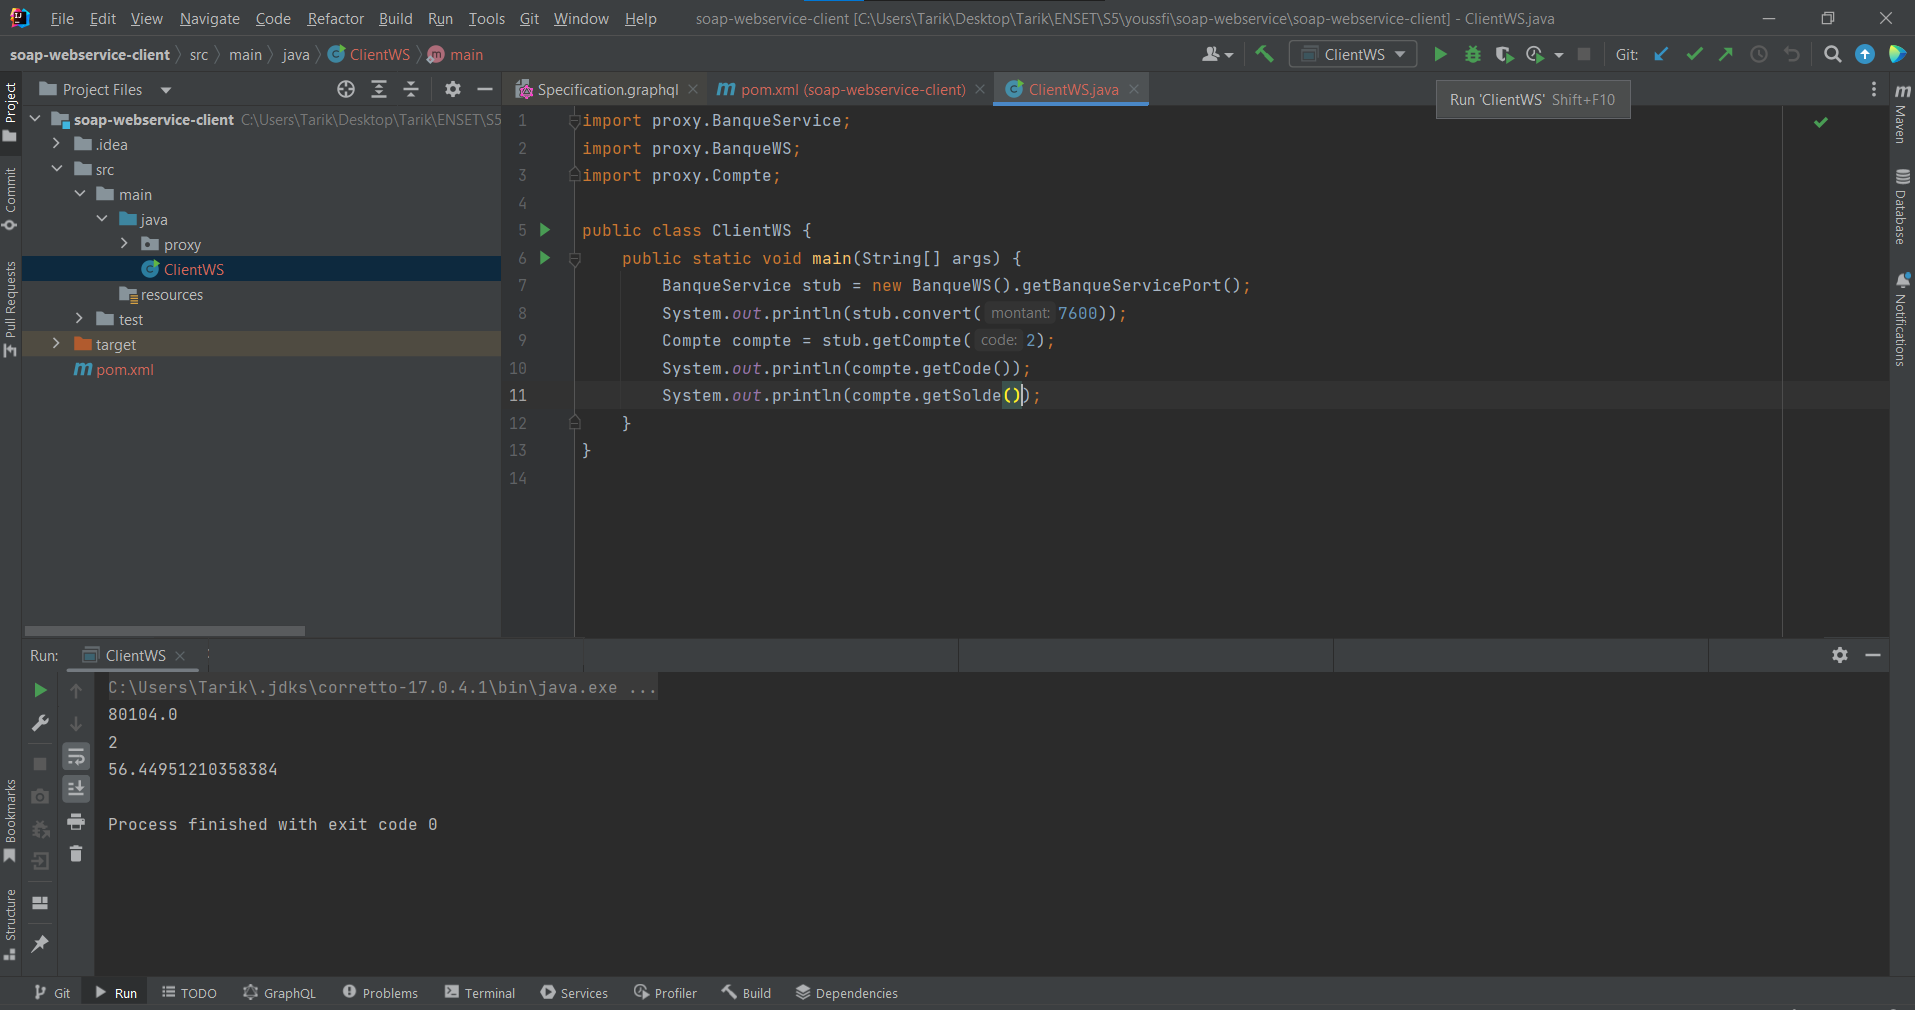 File Edit View Navigate Code Refactor Build Run Tools Git Window Help soap-webservice-client [C:\Users\Tarik\Desktop\Tarik\ENSET\S5\youssfi\soap-webservice\soap-webservice-client] - ClientWS.java
soap-webservice-client src main java ClientWS main ClientWS Git:
Run 'ClientWS' Shift+F10
Project Files
Specification.graphql
pom.xml (soap-webservice-client)
ClientWS.java
soap-webservice-client C:\Users\Tarik\Desktop\Tarik\ENSET\S5
.idea
src
main
java
proxy
ClientWS
resources
test
target
pom.xml
1 import proxy.BanqueService;
2 import proxy.BanqueWS;
3 import proxy.Compte;
4
5 public class ClientWS {
6 public static void main(String[] args) {
7 BanqueService stub = new BanqueWS().getBanqueServicePort();
8 System.out.println(stub.convert( montant: 7600));
9 Compte compte = stub.getCompte( code: 2);
10 System.out.println(compte.getCode());
11 System.out.println(compte.getSolde());
12 }
13 }
14
Project
Commit
Pull Requests
Bookmarks
Structure
Maven
Database
Notifications
Run: ClientWS
C:\Users\Tarik\.jdks\corretto-17.0.4.1\bin\java.exe ...
80104.0
2
56.44951210358384
Process finished with exit code 0
Git Run TODO GraphQL Problems Terminal Services Profiler Build Dependencies